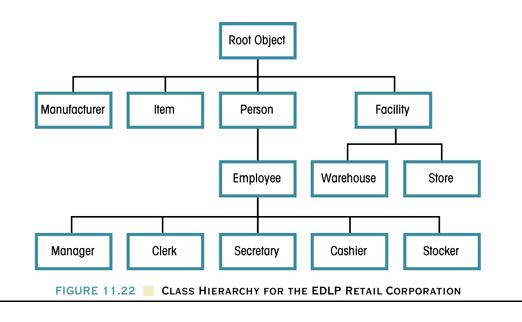 Root Object
Manufacturer Item Person Facility
Employee Warehouse Store
Manager Clerk Secretary Cashier Stocker
FIGURE 11.22 CLASS HIERARCHY FOR THE EDLP RETAIL CORPORATION